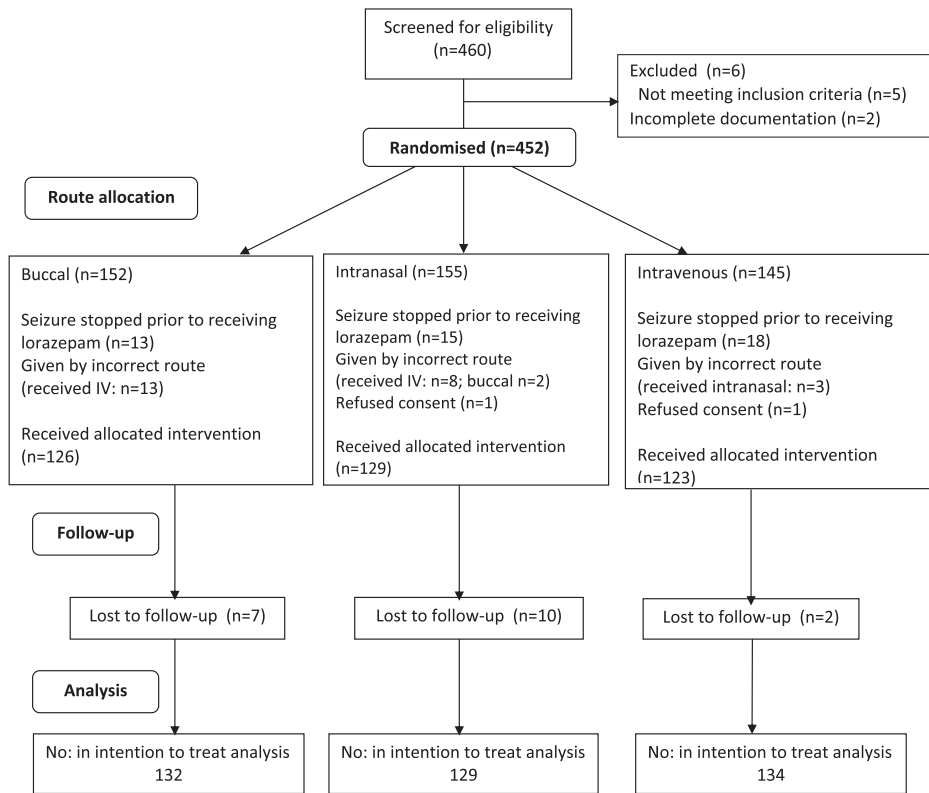 Screened for eligibility
(n=460)
Excluded (n=6)
Not meeting inclusion criteria (n=5)
Incomplete documentation (n=2)
Randomised (n=452)
Route allocation
Buccal (n=152)
Seizure stopped prior to receiving
lorazepam (n=13)
Given by incorrect route
(received IV: n=13)
Received allocated intervention
(n=126)
Intranasal (n=155)
Seizure stopped prior to receiving
lorazepam (n=15)
Given by incorrect route
(received IV: n=8; buccal n=2)
Refused consent (n=1)
Received allocated intervention
(n=129)
Intravenous (n=145)
Seizure stopped prior to receiving
lorazepam (n=18)
Given by incorrect route
(received intranasal: n=3)
Refused consent (n=1)
Received allocated intervention
(n=123)
Follow-up
Lost to follow-up (n=7)
Lost to follow-up (n=10)
Lost to follow-up (n=2)
Analysis
No: in intention to treat analysis
132
No: in intention to treat analysis
129
No: in intention to treat analysis
134